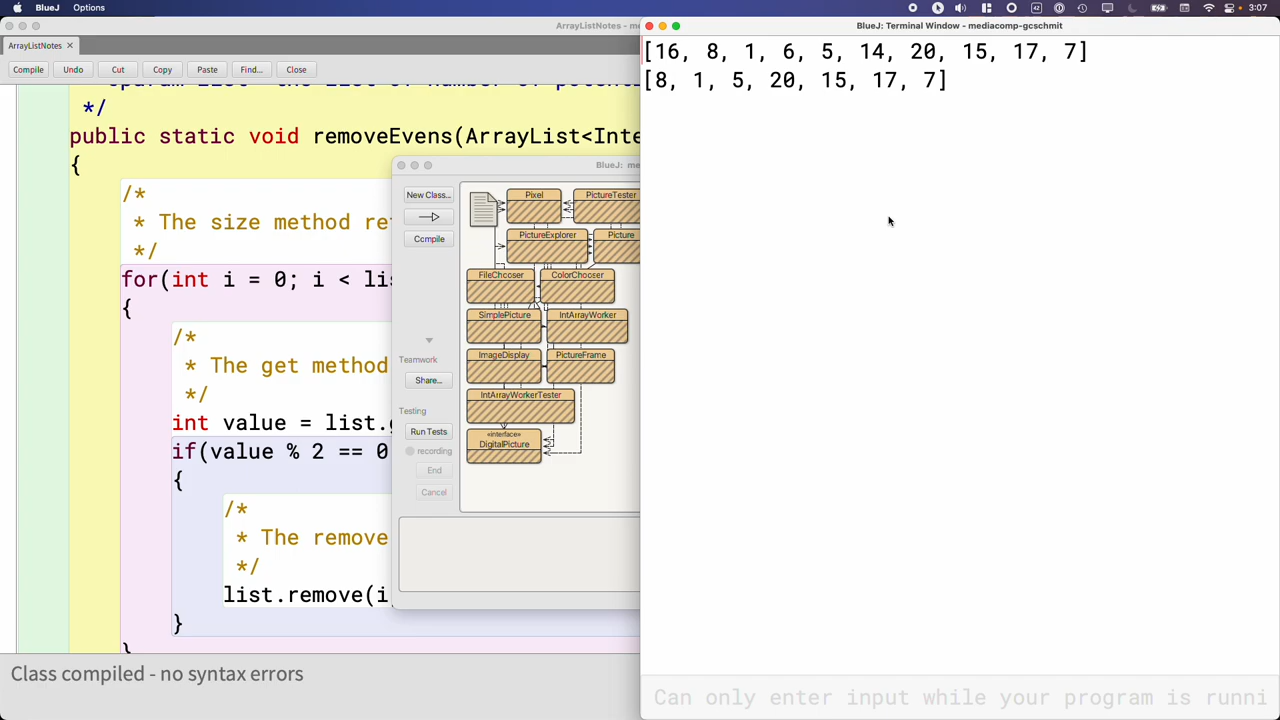 BlueJ Options 3:07
ArrayListNotes - me
BlueJ: Terminal Window - mediacomp-gcschmit
ArrayListNotes ×
Compile Undo Cut Copy Paste Find... Close
[16, 8, 1, 6, 5, 14, 20, 15, 17, 7]
[8, 1, 5, 20, 15, 17, 7]
*/
public static void removeEvens(ArrayList<Inte
{
/*
* The size method re
*/
for(int i = 0; i < lis
{
/*
* The get method
*/
int value = list.g
if(value % 2 == 0
{
/*
* The remove
*/
list.remove(i
}
}
BlueJ: me
New Class...
Compile
Teamwork
Share...
Testing
Run Tests
recording
End
Cancel
Pixel
PictureTester
PictureExplorer
Picture
FileChooser
ColorChooser
SimplePicture
IntArrayWorker
ImageDisplay
PictureFrame
IntArrayWorkerTester
«interface»
DigitalPicture
Class compiled - no syntax errors
Can only enter input while your program is runni